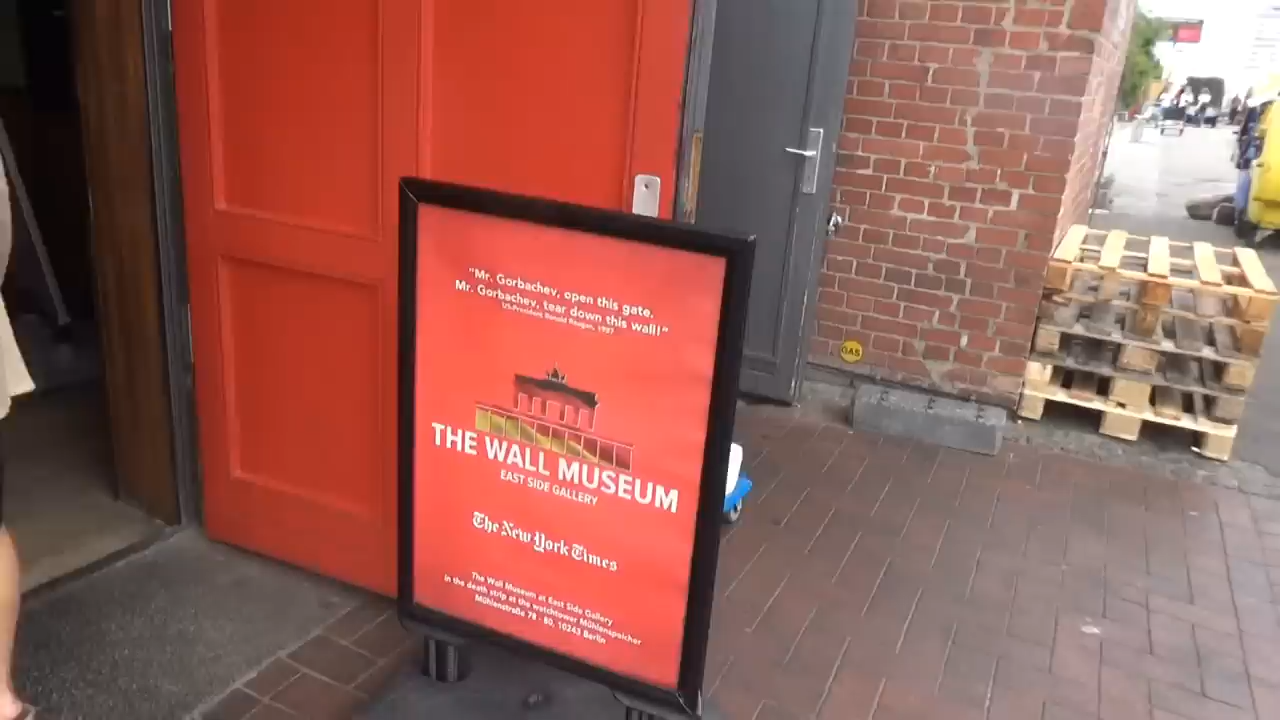 "Mr. Gorbachev, open this gate.
Mr. Gorbachev, tear down this wall!"
US-President Ronald Reagan, 1987
THE WALL MUSEUM
EAST SIDE GALLERY
The New York Times
The Wall Museum at East Side Gallery
in the death strip at the watchtower Mühlenspeicher
Mühlenstraße 78 - 80, 10243 Berlin
GAS